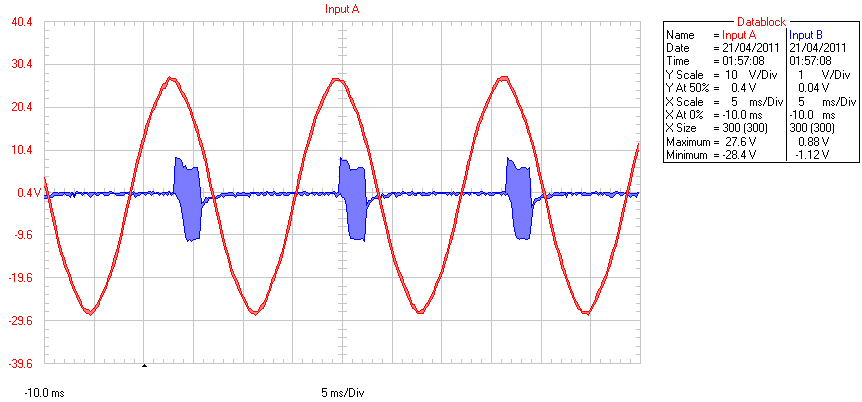 Input A
40.4
30.4
20.4
10.4
0.4 V
-9.6
-19.6
-29.6
-39.6
-10.0 ms
5 ms/Div
Datablock
Name = Input A Input B
Date = 21/04/2011 21/04/2011
Time = 01:57:08 01:57:08
Y Scale = 10 V/Div 1 V/Div
Y At 50% = 0.4 V 0.04 V
X Scale = 5 ms/Div 5 ms/Div
X At 0% = -10.0 ms -10.0 ms
X Size = 300 (300) 300 (300)
Maximum = 27.6 V 0.88 V
Minimum = -28.4 V -1.12 V